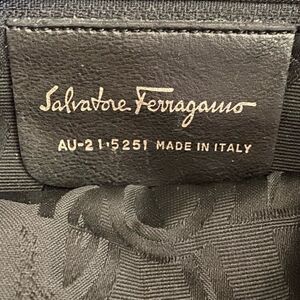 Salvatore Ferragamo
AU-21·5251 MADE IN ITALY